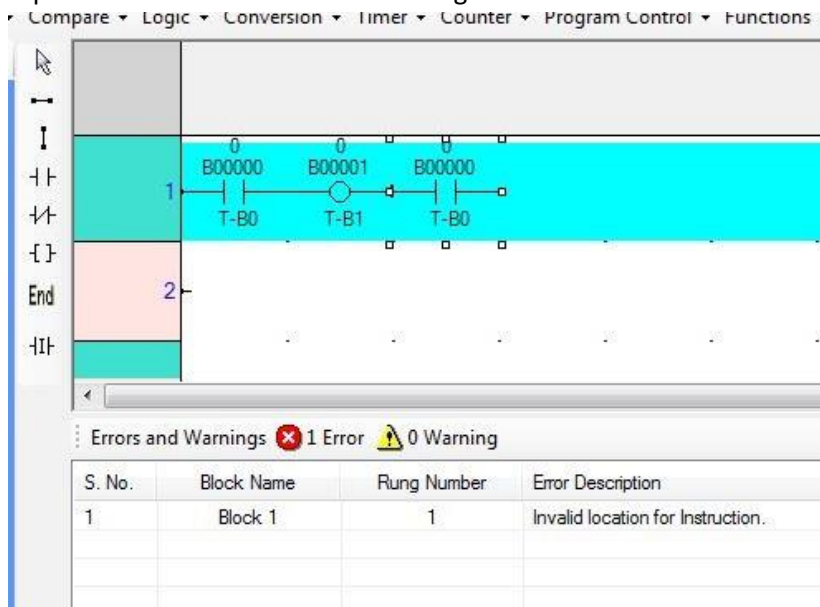 Compare Logic Conversion Timer Counter Program Control Functions
0 0 0
B00000 B00001 B00000
1
T-B0 T-B1 T-B0
End
2
Errors and Warnings 1 Error 0 Warning
S. No. Block Name Rung Number Error Description
1 Block 1 1 Invalid location for Instruction.